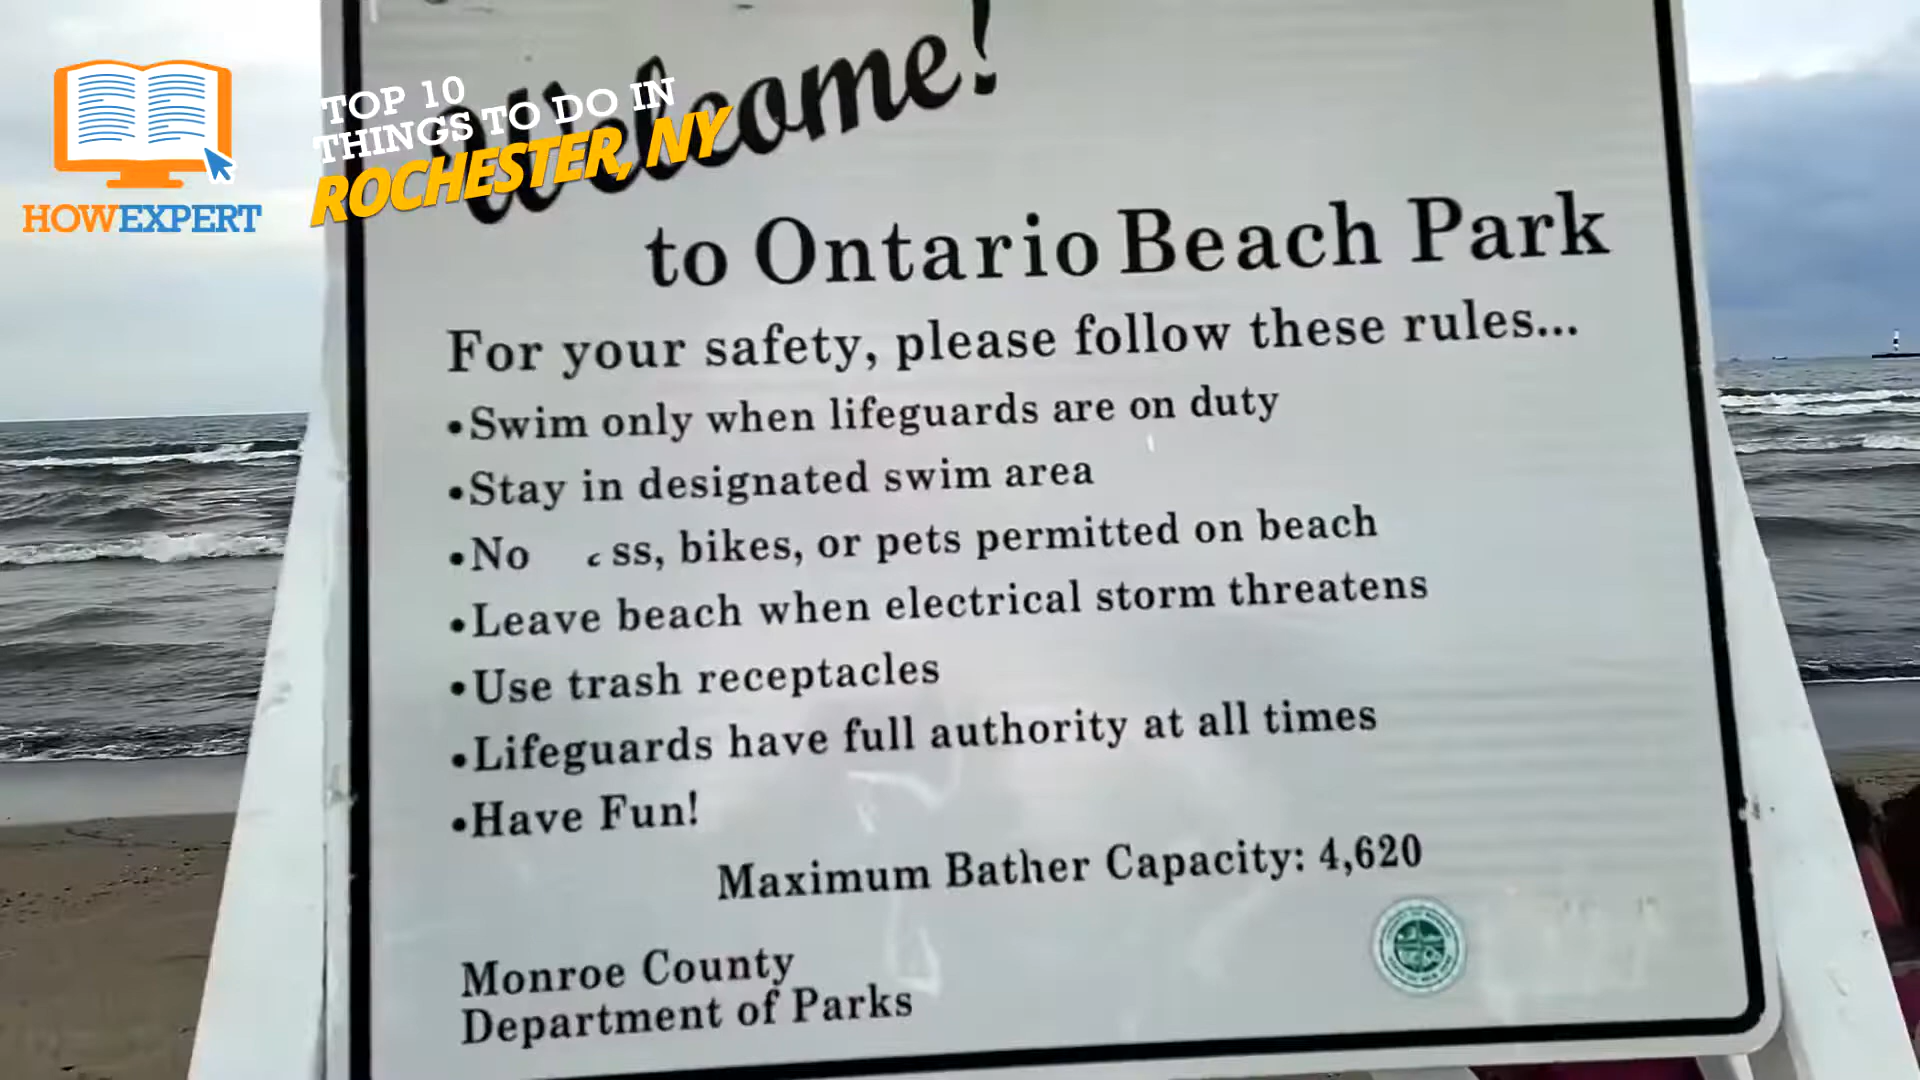 HOWEXPERT
TOP 10
THINGS TO DO IN
ROCHESTER, NY
Welcome!
to Ontario Beach Park
For your safety, please follow these rules...
•Swim only when lifeguards are on duty
•Stay in designated swim area
•No ss, bikes, or pets permitted on beach
•Leave beach when electrical storm threatens
•Use trash receptacles
•Lifeguards have full authority at all times
•Have Fun!
Maximum Bather Capacity: 4,620
Monroe County
Department of Parks